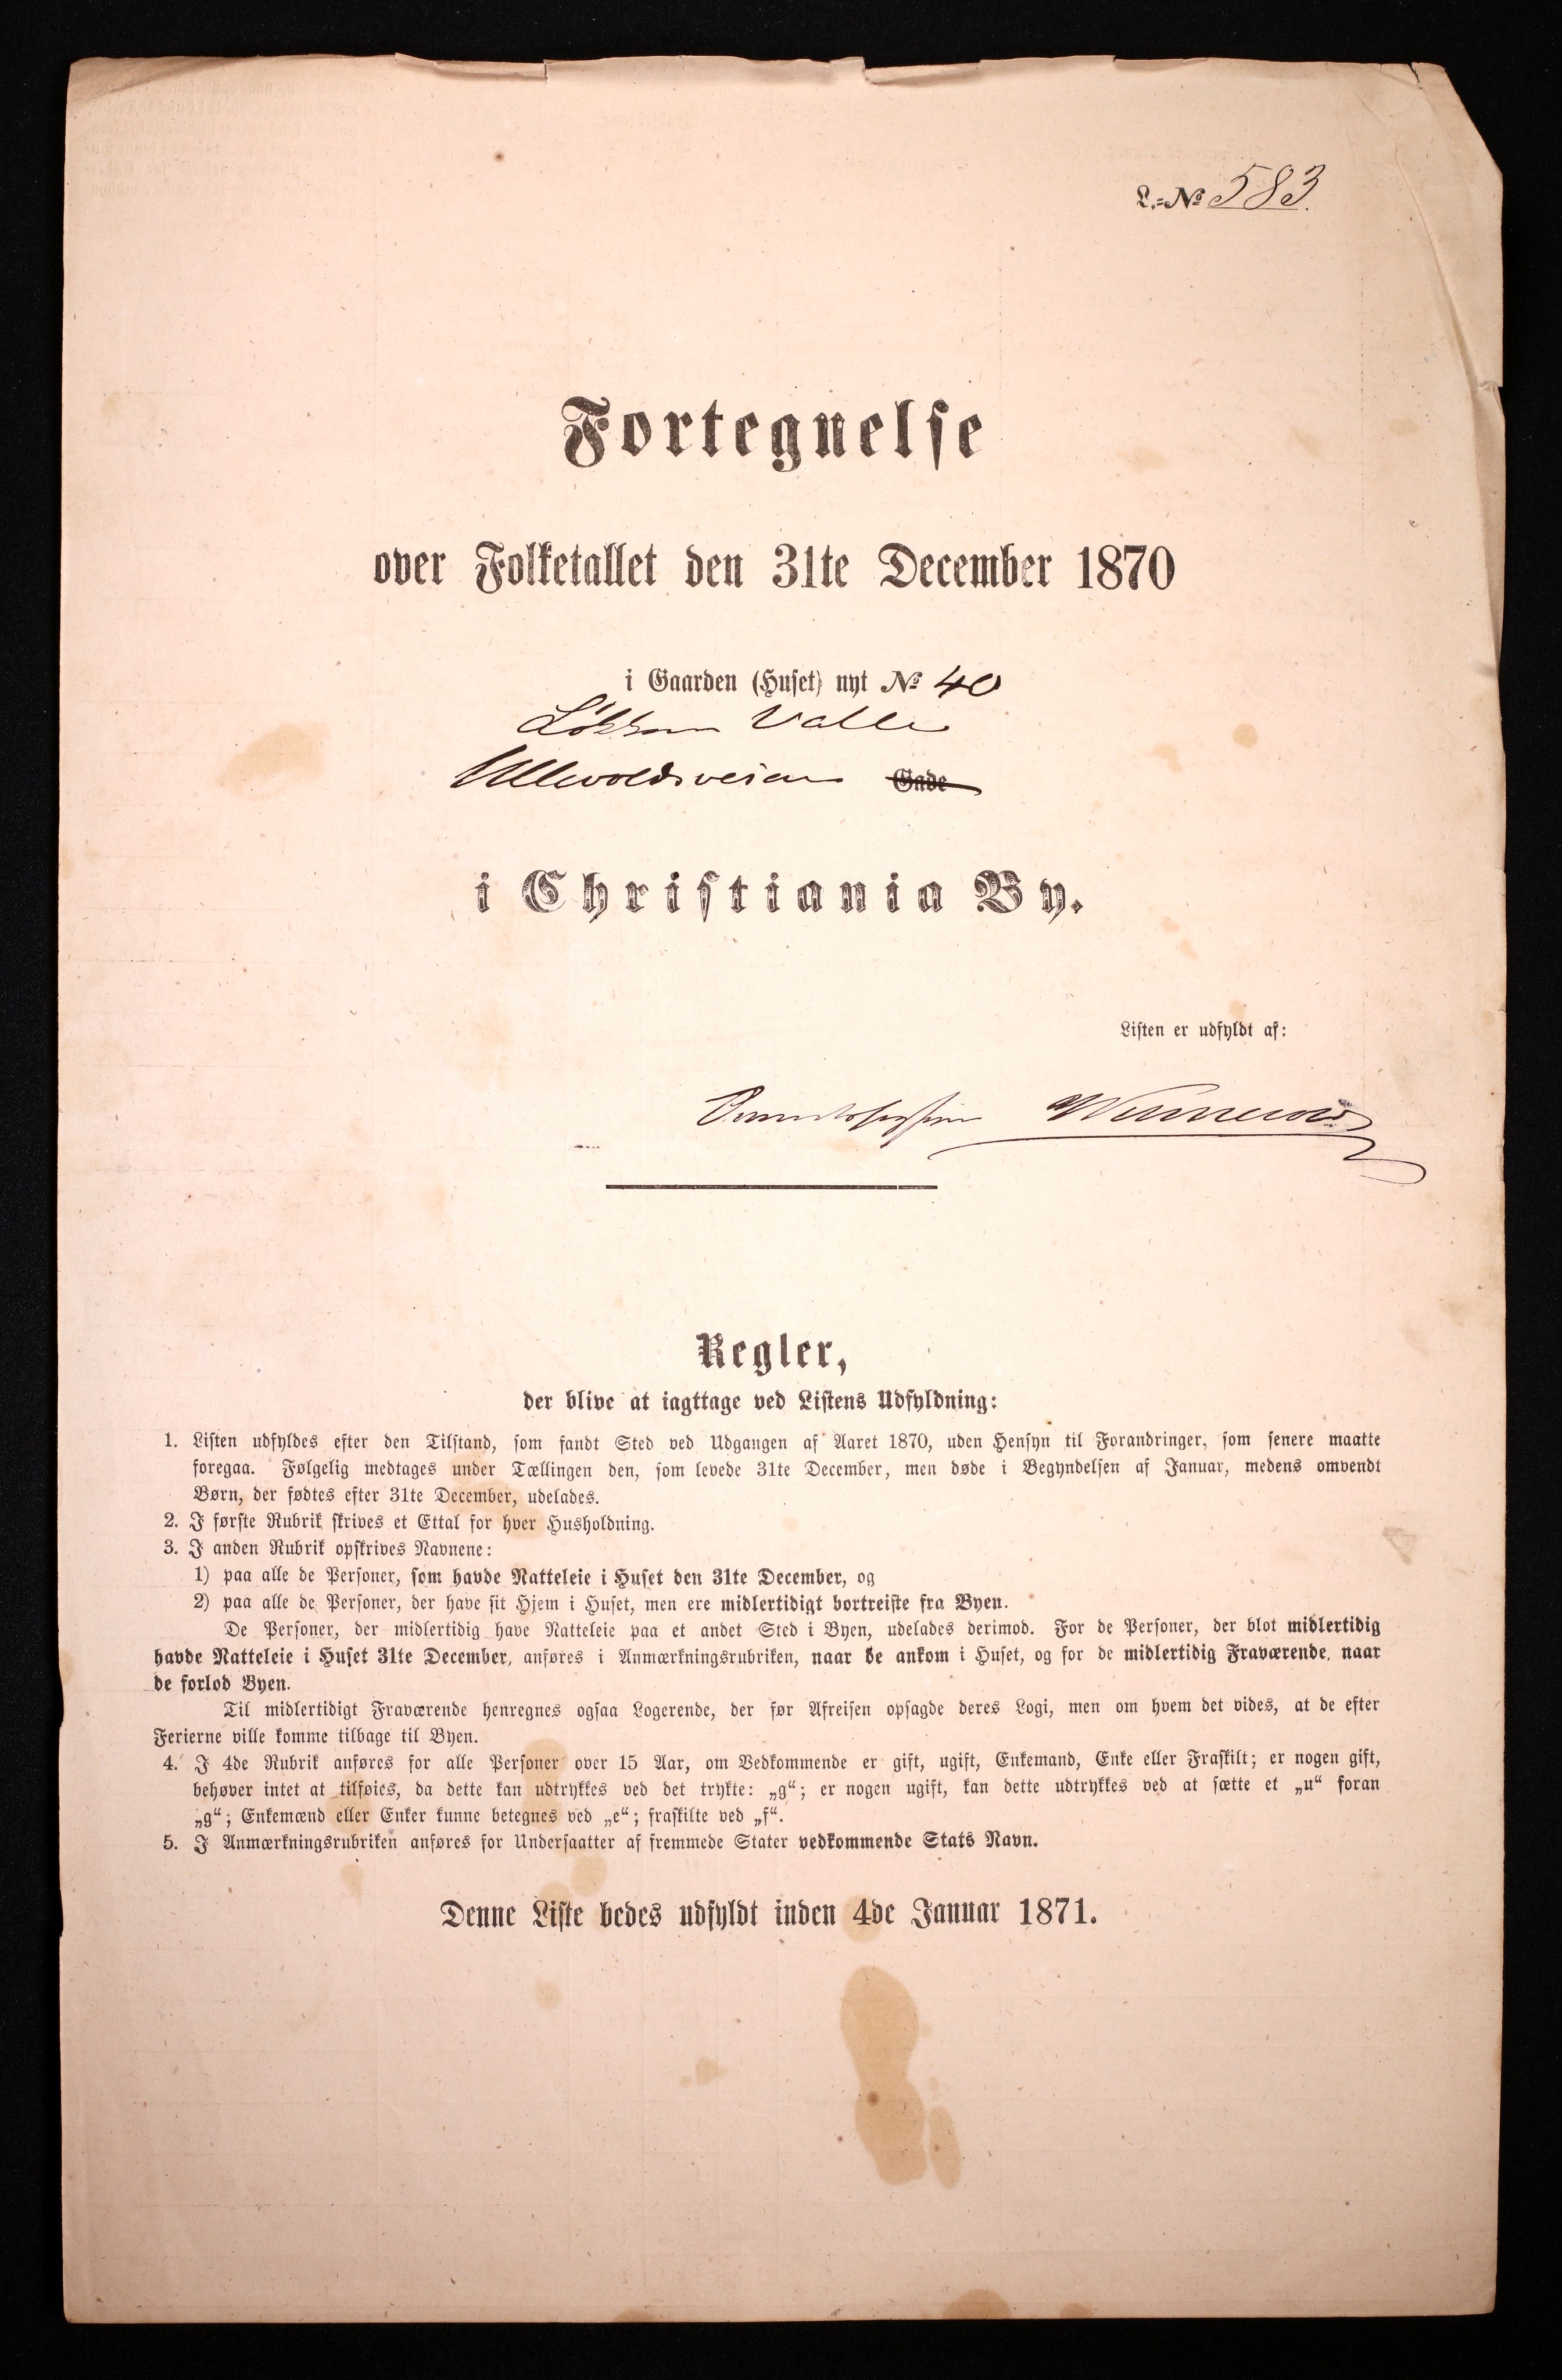 L.-№ 583.
Fortegnelse
over Folketallet den 31te December 1870
i Gaarden (Huset) nyt № 40
Løkken Valle
Ullevoldsveien Gade
i Christiania By.
Listen er udfyldt af:
Regler,
der blive at iagttage ved Listens Udfyldning:
1. Listen udfyldes efter den Tilstand, som fandt Sted ved Udgangen af Aaret 1870, uden Hensyn til Forandringer, som senere maatte
foregaa. Følgelig medtages under Tællingen den, som levede 31te December, men døde i Begyndelsen af Januar, medens omvendt
Børn, der fødtes efter 31te December, udelades.
2. I første Rubrik skrives et Ettal for hver Husholdning.
3. I anden Rubrik opskrives Navnene:
1) paa alle de Personer, som havde Natteleie i Huset den 31te December, og
2) paa alle de Personer, der have sit Hjem i Huset, men ere midlertidigt bortreiste fra Byen.
De Personer, der midlertidig have Natteleie paa et andet Sted i Byen, udelades derimod. For de Personer, der blot midlertidig
havde Natteleie i Huset 31te December, anføres i Anmærkningsrubriken, naar de ankom i Huset, og for de midlertidig Fraværende, naar
de forlod Byen.
Til midlertidigt Fraværende henregnes ogsaa Logerende, der før Afreisen opsagde deres Logi, men om hvem det vides, at de efter
Ferierne ville komme tilbage til Byen.
4. I 4de Rubrik anføres for alle Personer over 15 Aar, om Vedkommende er gift, ugift, Enkemand, Enke eller Fraskilt; er nogen gift,
behøver intet at tilføies, da dette kan udtrykkes ved det trykte: „g“; er nogen ugift, kan dette udtrykkes ved at sætte et „u“ foran
„g“; Enkemænd eller Enker kunne betegnes ved „e“; fraskilte ved „f“.
5. I Anmærkningsrubriken anføres for Undersaatter af fremmede Stater vedkommende Stats Navn.
Denne Liste bedes udfyldt inden 4de Januar 1871.